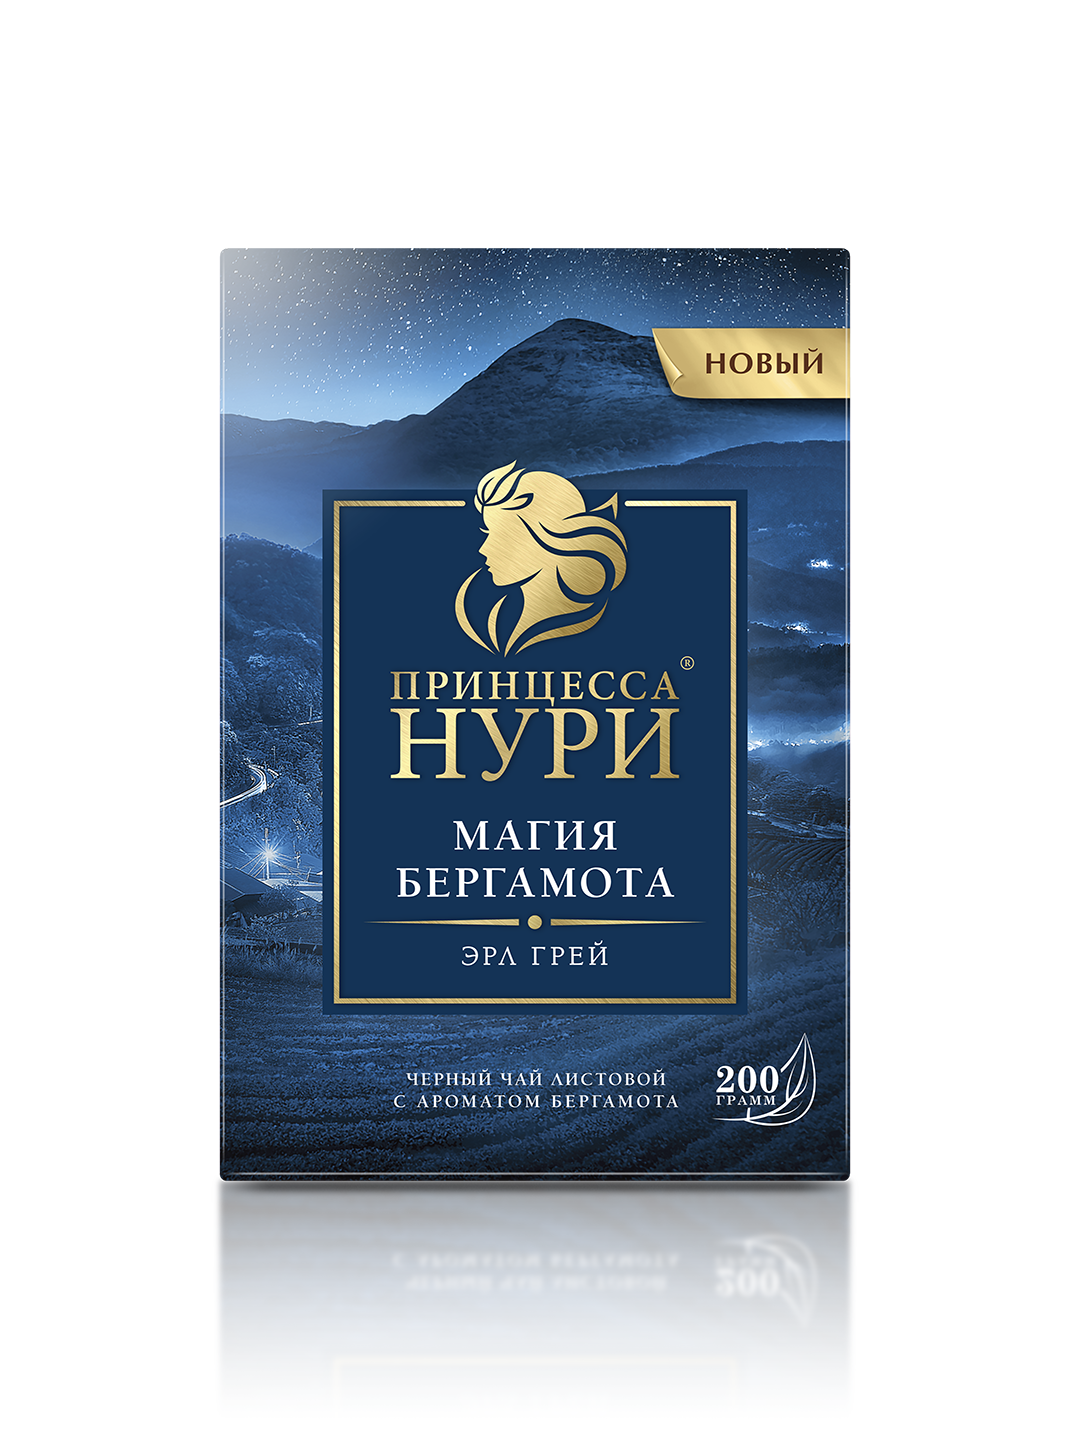 НОВЫЙ
ПРИНЦЕССА ®
НУРИ
МАГИЯ
БЕРГАМОТА
ЭРЛ ГРЕЙ
ЧЕРНЫЙ ЧАЙ ЛИСТОВОЙ
С АРОМАТОМ БЕРГАМОТА
200
ГРАММ